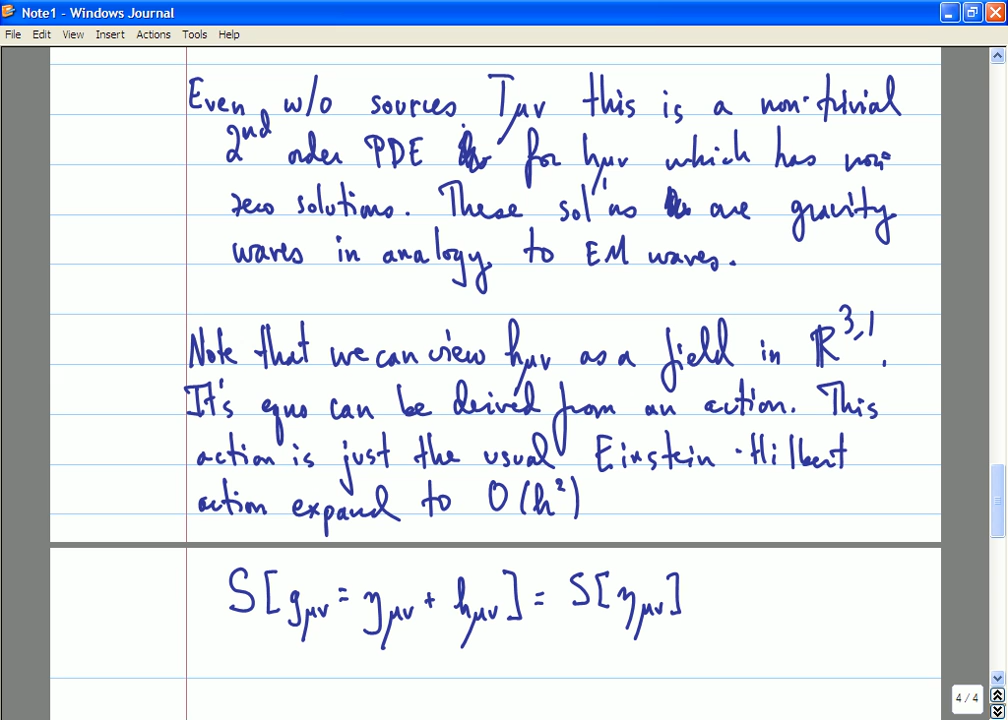 Note1 - Windows Journal
File Edit View Insert Actions Tools Help
Even w/o sources Tμν this is a non-trivial
2nd order PDE for hμν which has non-
zero solutions. These sol'ns are gravity
waves in analogy to EM waves.
Note that we can view hμν as a field in ℝ³,¹.
It's eqns can be derived from an action. This
action is just the usual Einstein-Hilbert
action expand to O(h²)
S[gμν = ημν + hμν] = S[ημν]
4 / 4